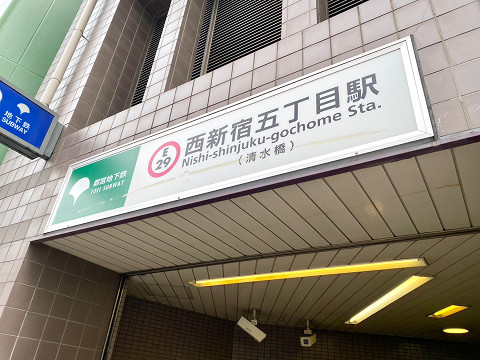 地下鉄
SUBWAY
都営地下鉄
TOEI SUBWAY
E
29
西新宿五丁目駅
Nishi-shinjuku-gochome Sta.
(清水橋)